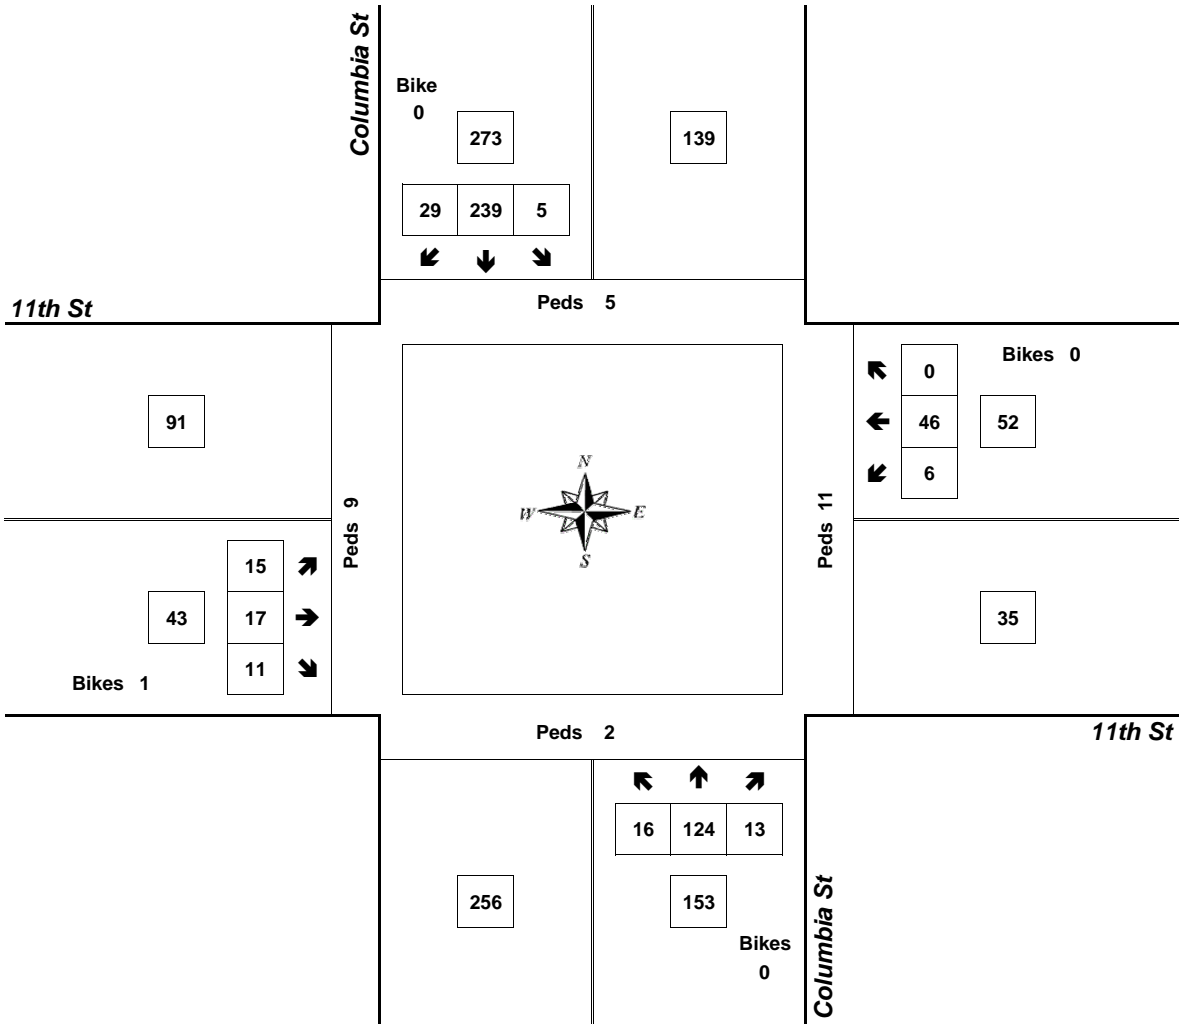 Columbia St
Bike
0
273
139
29 239 5
Peds 5
11th St
0
Bikes 0
91
46
52
6
N
W E
S
Peds 9
Peds 11
15
43
17
35
11
Bikes 1
Peds 2
11th St
16 124 13
256
153
Bikes
0
Columbia St